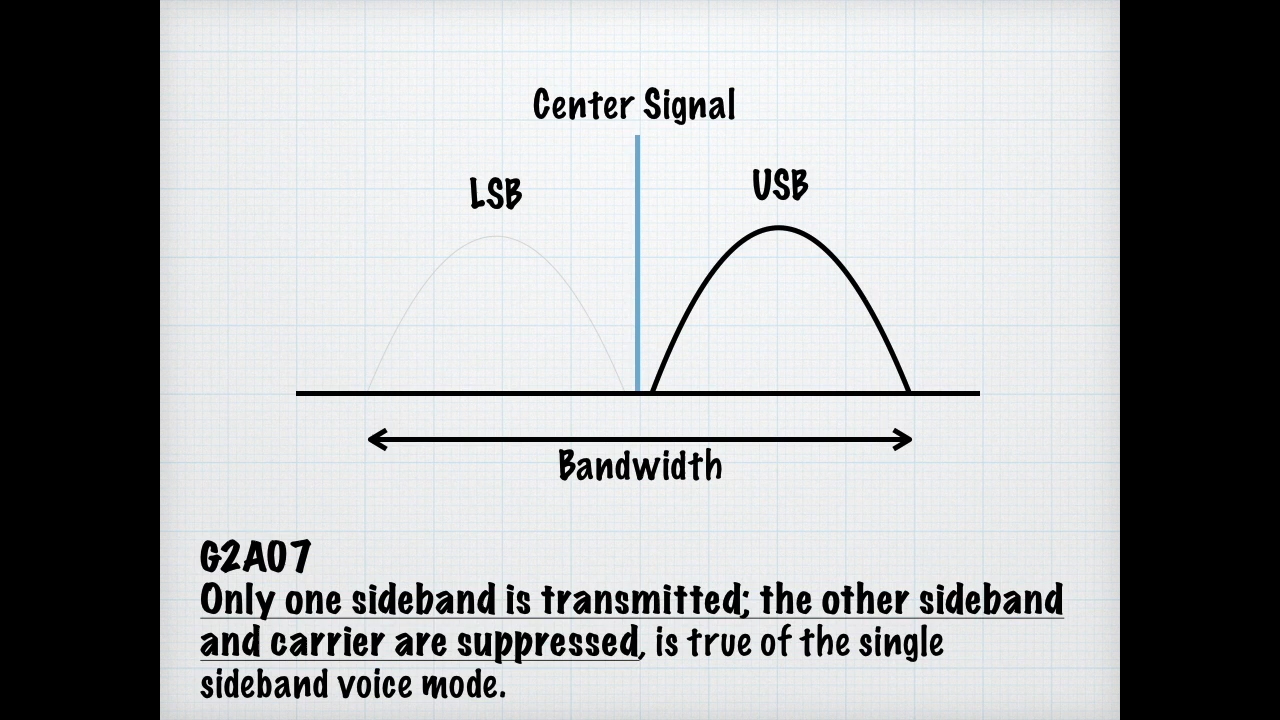 Center Signal
LSB
USB
Bandwidth
G2A07
Only one sideband is transmitted; the other sideband
and carrier are suppressed, is true of the single
sideband voice mode.